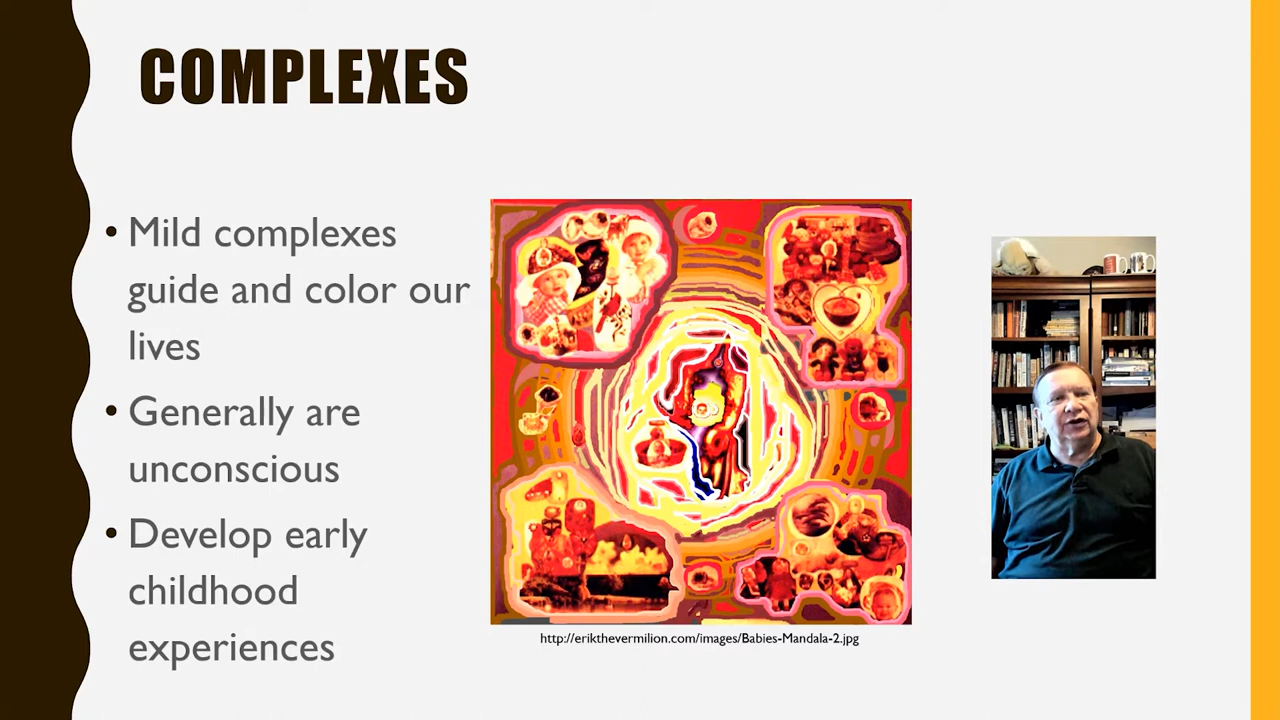 COMPLEXES
• Mild complexes
guide and color our
lives
• Generally are
unconscious
• Develop early
childhood
experiences
http://erikthevermilion.com/images/Babies-Mandala-2.jpg